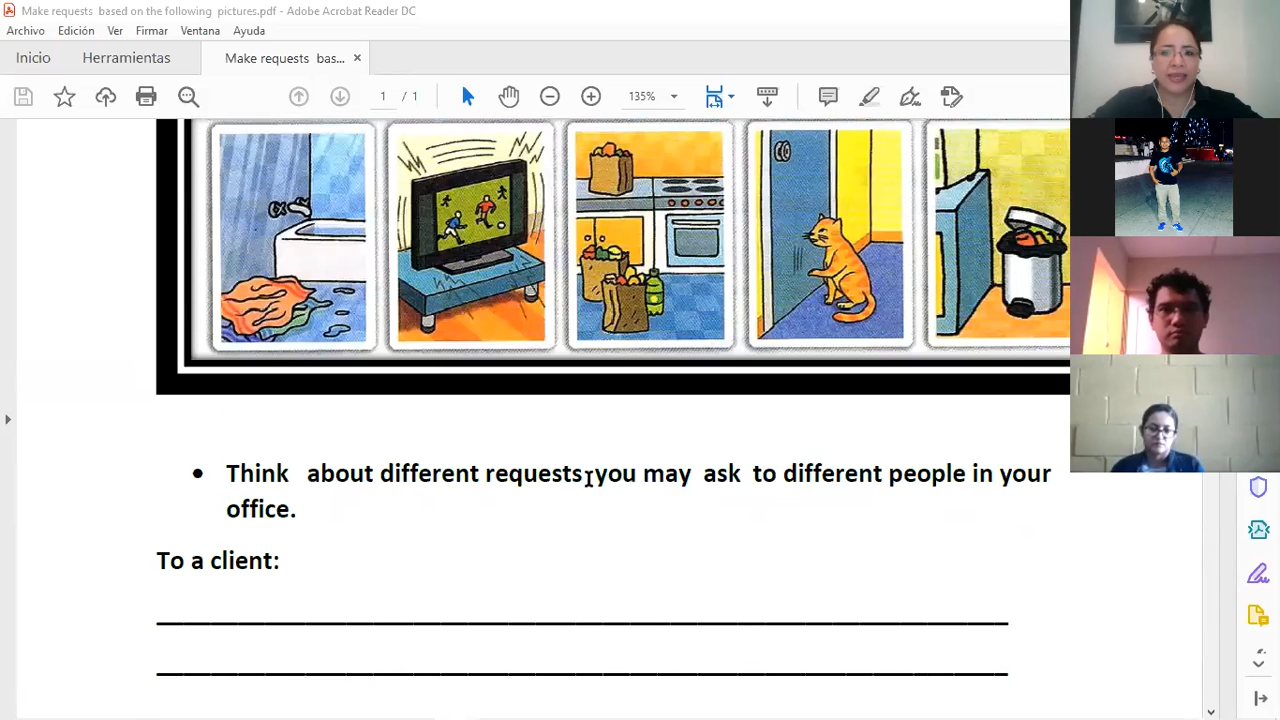 Make requests  based on the following  pictures.pdf - Adobe Acrobat Reader DC
Archivo Edición Ver Firmar Ventana Ayuda
Inicio Herramientas Make requests  bas... ×
1 / 1 135%
• Think   about different requests you may  ask  to different people in your
office.
To a client: